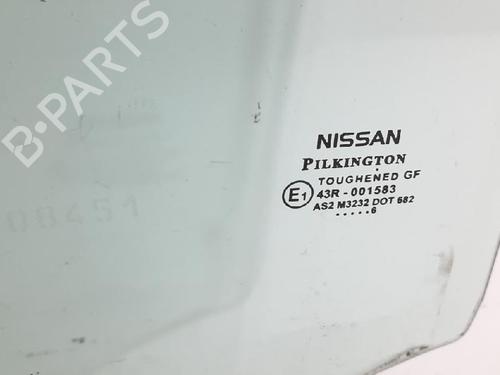 B-PARTS
08451
NISSAN
PILKINGTON
TOUGHENED GF
E1 43R - 001583
AS2 M3232 DOT 682
.....6